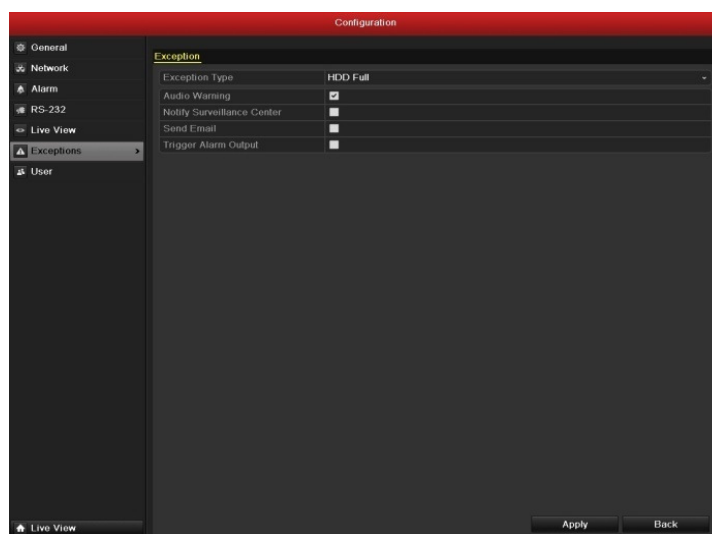 Configuration
General
Network
Alarm
RS-232
Live View
Exceptions
User
Exception
Exception Type HDD Full
Audio Warning
Notify Surveillance Center
Send Email
Trigger Alarm Output
Live View
Apply Back